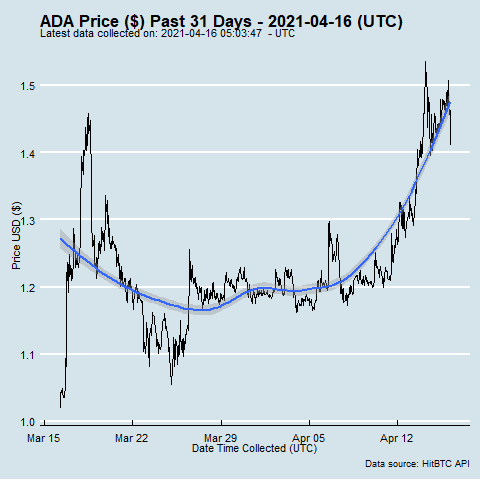 ADA Price ($) Past 31 Days - 2021-04-16 (UTC)
Latest data collected on: 2021-04-16 05:03:47 - UTC
Price USD ($)
1.5
1.4
1.3
1.2
1.1
1.0
Mar 15 Mar 22 Mar 29 Apr 05 Apr 12
Date Time Collected (UTC)
Data source: HitBTC API